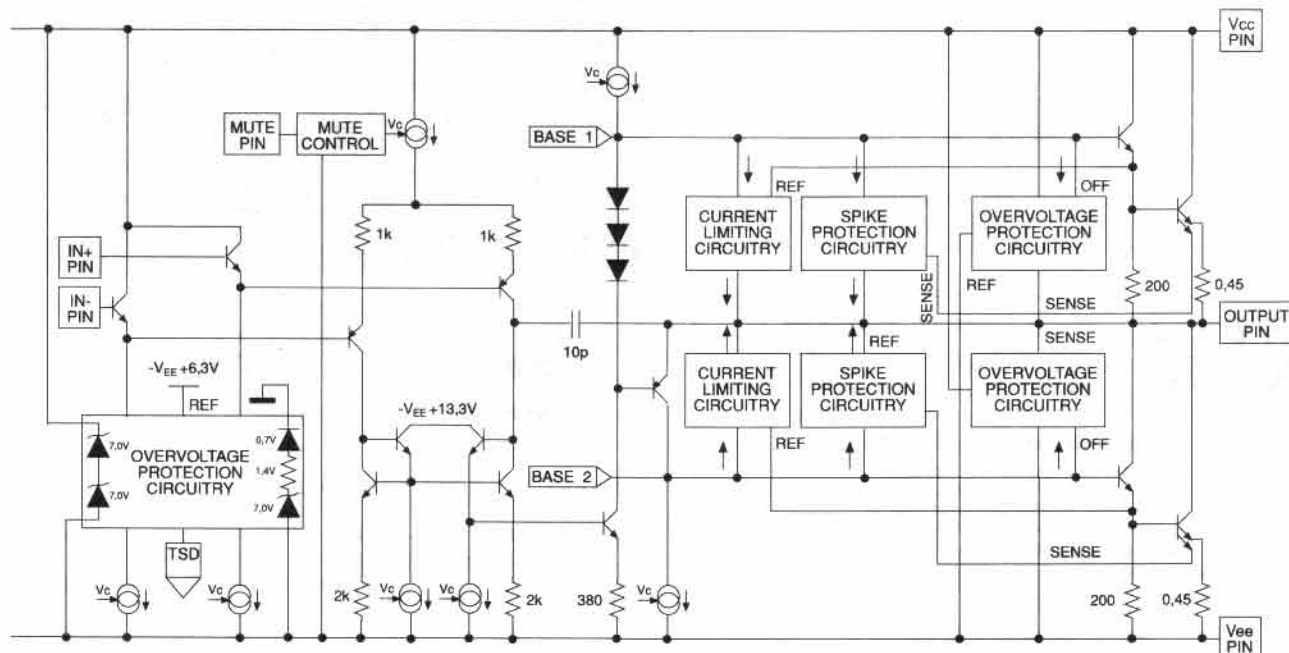 Vcc
PIN
Vc
MUTE
PIN
MUTE
CONTROL
Vc
BASE 1
REF
OFF
1k
1k
CURRENT
LIMITING
CIRCUITRY
SPIKE
PROTECTION
CIRCUITRY
OVERVOLTAGE
PROTECTION
CIRCUITRY
IN+
PIN
IN-
PIN
REF
SENSE
SENSE
200
0,45
OUTPUT
PIN
10p
SENSE
REF
-VEE+6,3V
REF
CURRENT
LIMITING
CIRCUITRY
SPIKE
PROTECTION
CIRCUITRY
OVERVOLTAGE
PROTECTION
CIRCUITRY
-VEE+13,3V
7,0V
OVERVOLTAGE
PROTECTION
CIRCUITRY
0,7V
1,4V
7,0V
7,0V
REF
OFF
BASE 2
TSD
SENSE
Vc
Vc
2k
Vc
Vc
2k
380
Vc
200
0,45
Vee
PIN